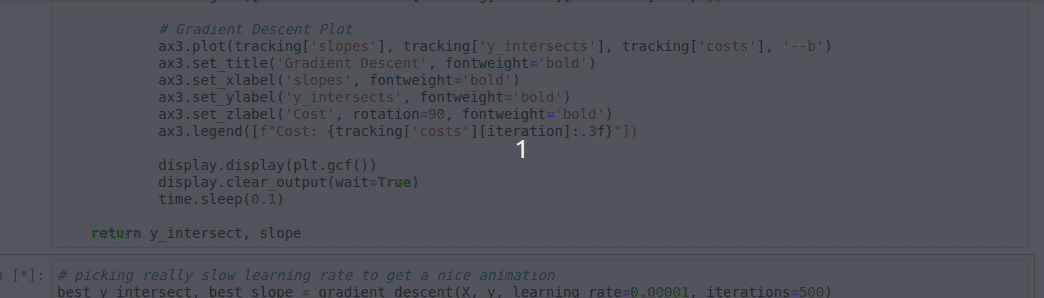 # Gradient Descent Plot
ax3.plot(tracking['slopes'], tracking['y_intersects'], tracking['costs'], '--b')
ax3.set_title('Gradient Descent', fontweight='bold')
ax3.set_xlabel('slopes', fontweight='bold')
ax3.set_ylabel('y_intersects', fontweight='bold')
ax3.set_zlabel('Cost', rotation=90, fontweight='bold')
ax3.legend([f"Cost: {tracking['costs'][iteration]:.3f}"])
1
display.display(plt.gcf())
display.clear_output(wait=True)
time.sleep(0.1)
return y_intersect, slope
[*]: # picking really slow learning rate to get a nice animation
best_y_intersect, best_slope = gradient_descent(X, y, learning_rate=0.00001, iterations=500)